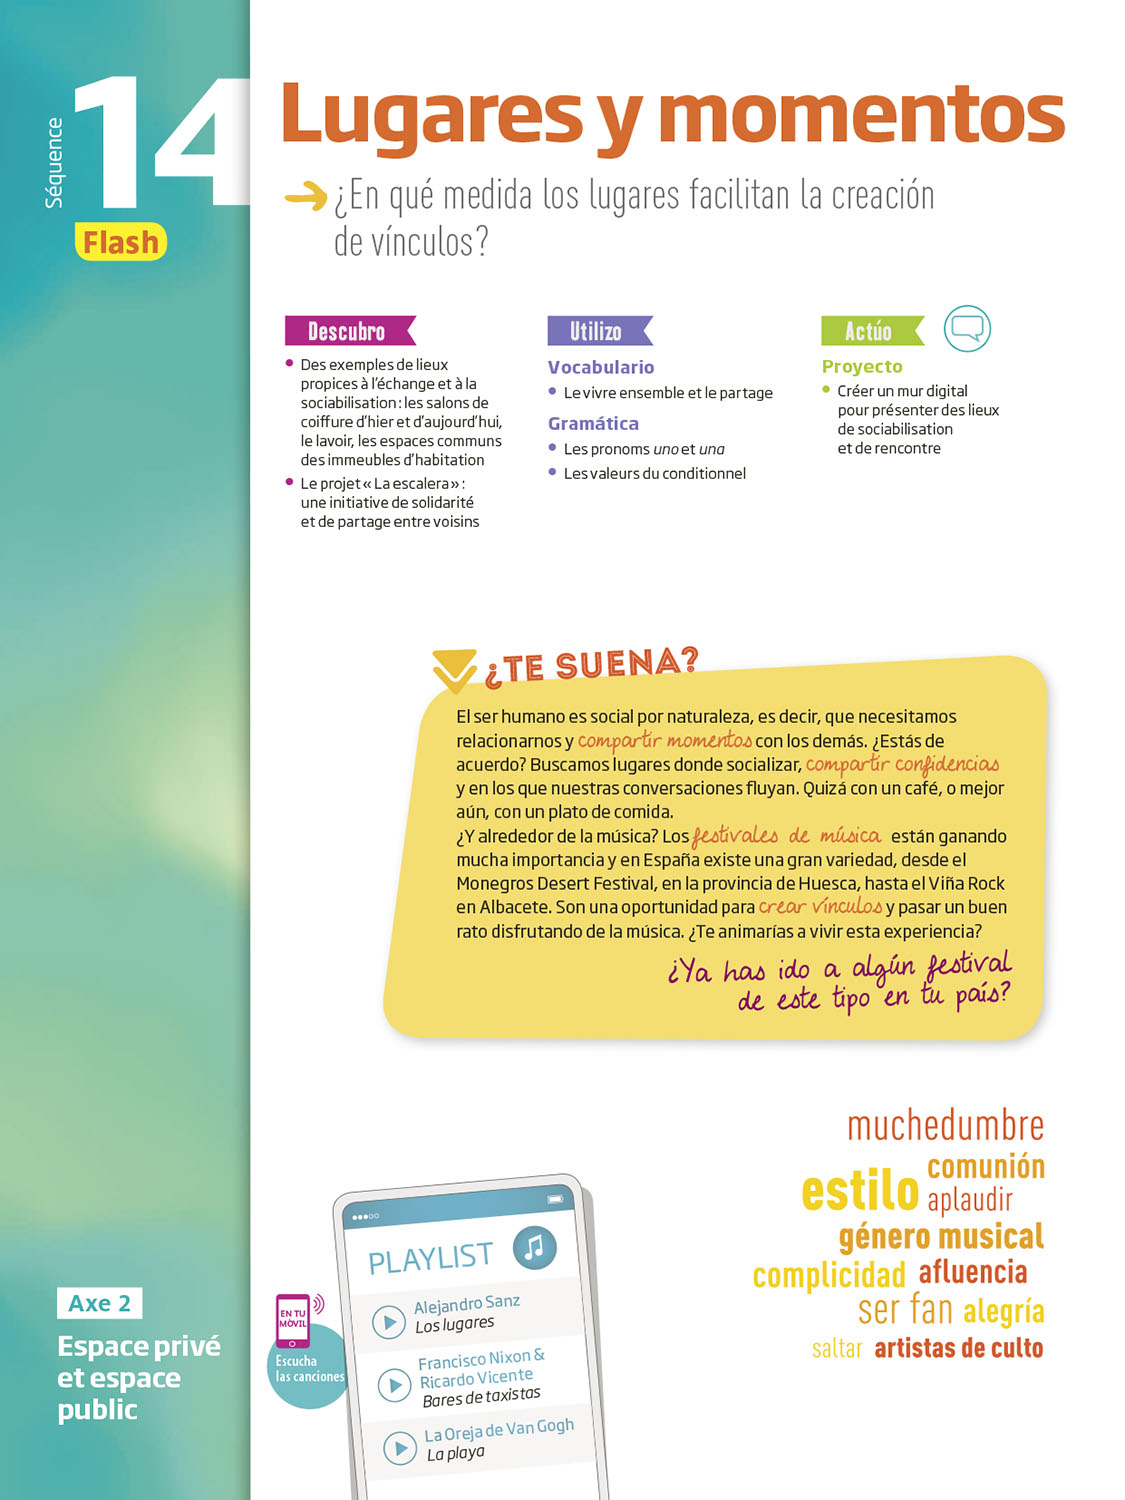 Séquence
14
Flash
Lugares y momentos
¿En qué medida los lugares facilitan la creación
de vínculos?
Descubro
• Des exemples de lieux
propices à l'échange et à la
sociabilisation : les salons de
coiffure d'hier et d'aujourd'hui,
le lavoir, les espaces communs
des immeubles d'habitation
• Le projet « La escalera » :
une initiative de solidarité
et de partage entre voisins
Utilizo
Vocabulario
• Le vivre ensemble et le partage
Gramática
• Les pronoms uno et una
• Les valeurs du conditionnel
Actúo
Proyecto
• Créer un mur digital
pour présenter des lieux
de sociabilisation
et de rencontre
¿TE SUENA?
El ser humano es social por naturaleza, es decir, que necesitamos
relacionarnos y compartir momentos con los demás. ¿Estás de
acuerdo? Buscamos lugares donde socializar, compartir confidencias
y en los que nuestras conversaciones fluyan. Quizá con un café, o mejor
aún, con un plato de comida.
¿Y alrededor de la música? Los festivales de música están ganando
mucha importancia y en España existe una gran variedad, desde el
Monegros Desert Festival, en la provincia de Huesca, hasta el Viña Rock
en Albacete. Son una oportunidad para crear vínculos y pasar un buen
rato disfrutando de la música. ¿Te animarías a vivir esta experiencia?
¿Ya has ido a algún festival
de este tipo en tu país?
muchedumbre
estilo comunión
aplaudir
género musical
complicidad afluencia
ser fan alegría
saltar artistas de culto
EN TU
MÓVIL
Escucha
las canciones
PLAYLIST
Alejandro Sanz
Los lugares
Francisco Nixon &
Ricardo Vicente
Bares de taxistas
La Oreja de Van Gogh
La playa
Axe 2
Espace privé
et espace
public